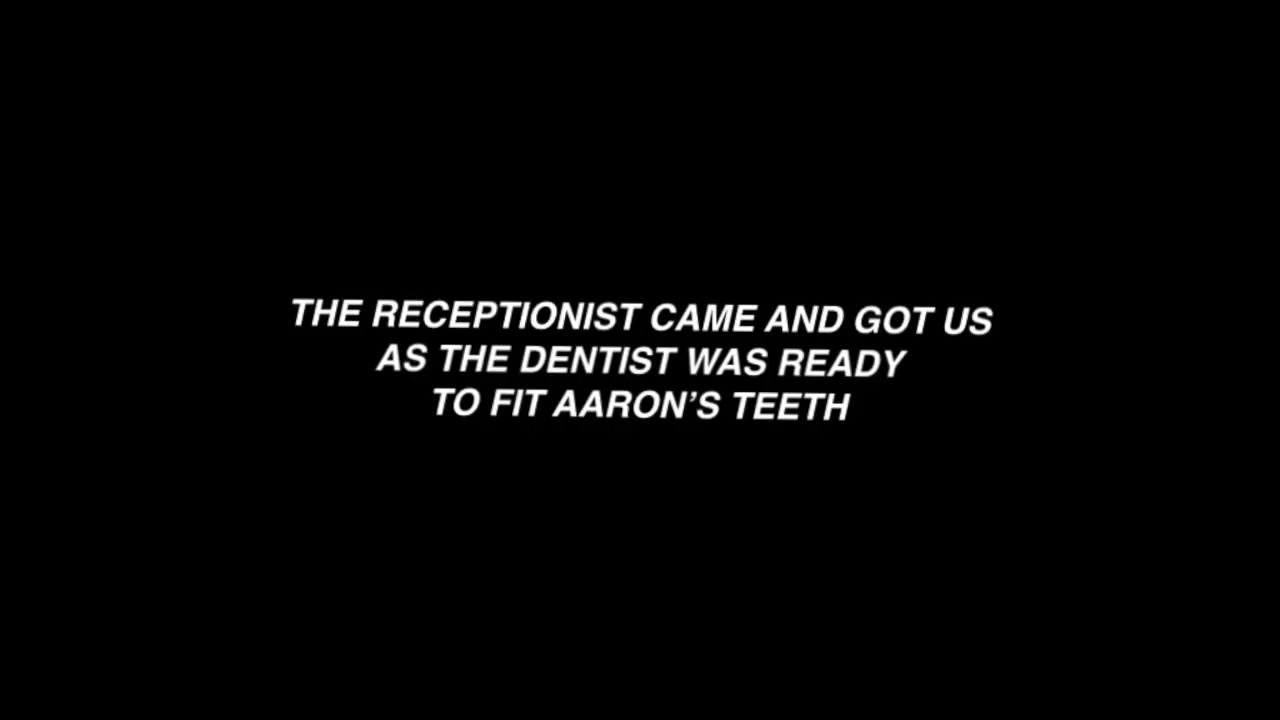 THE RECEPTIONIST CAME AND GOT US
AS THE DENTIST WAS READY
TO FIT AARON'S TEETH